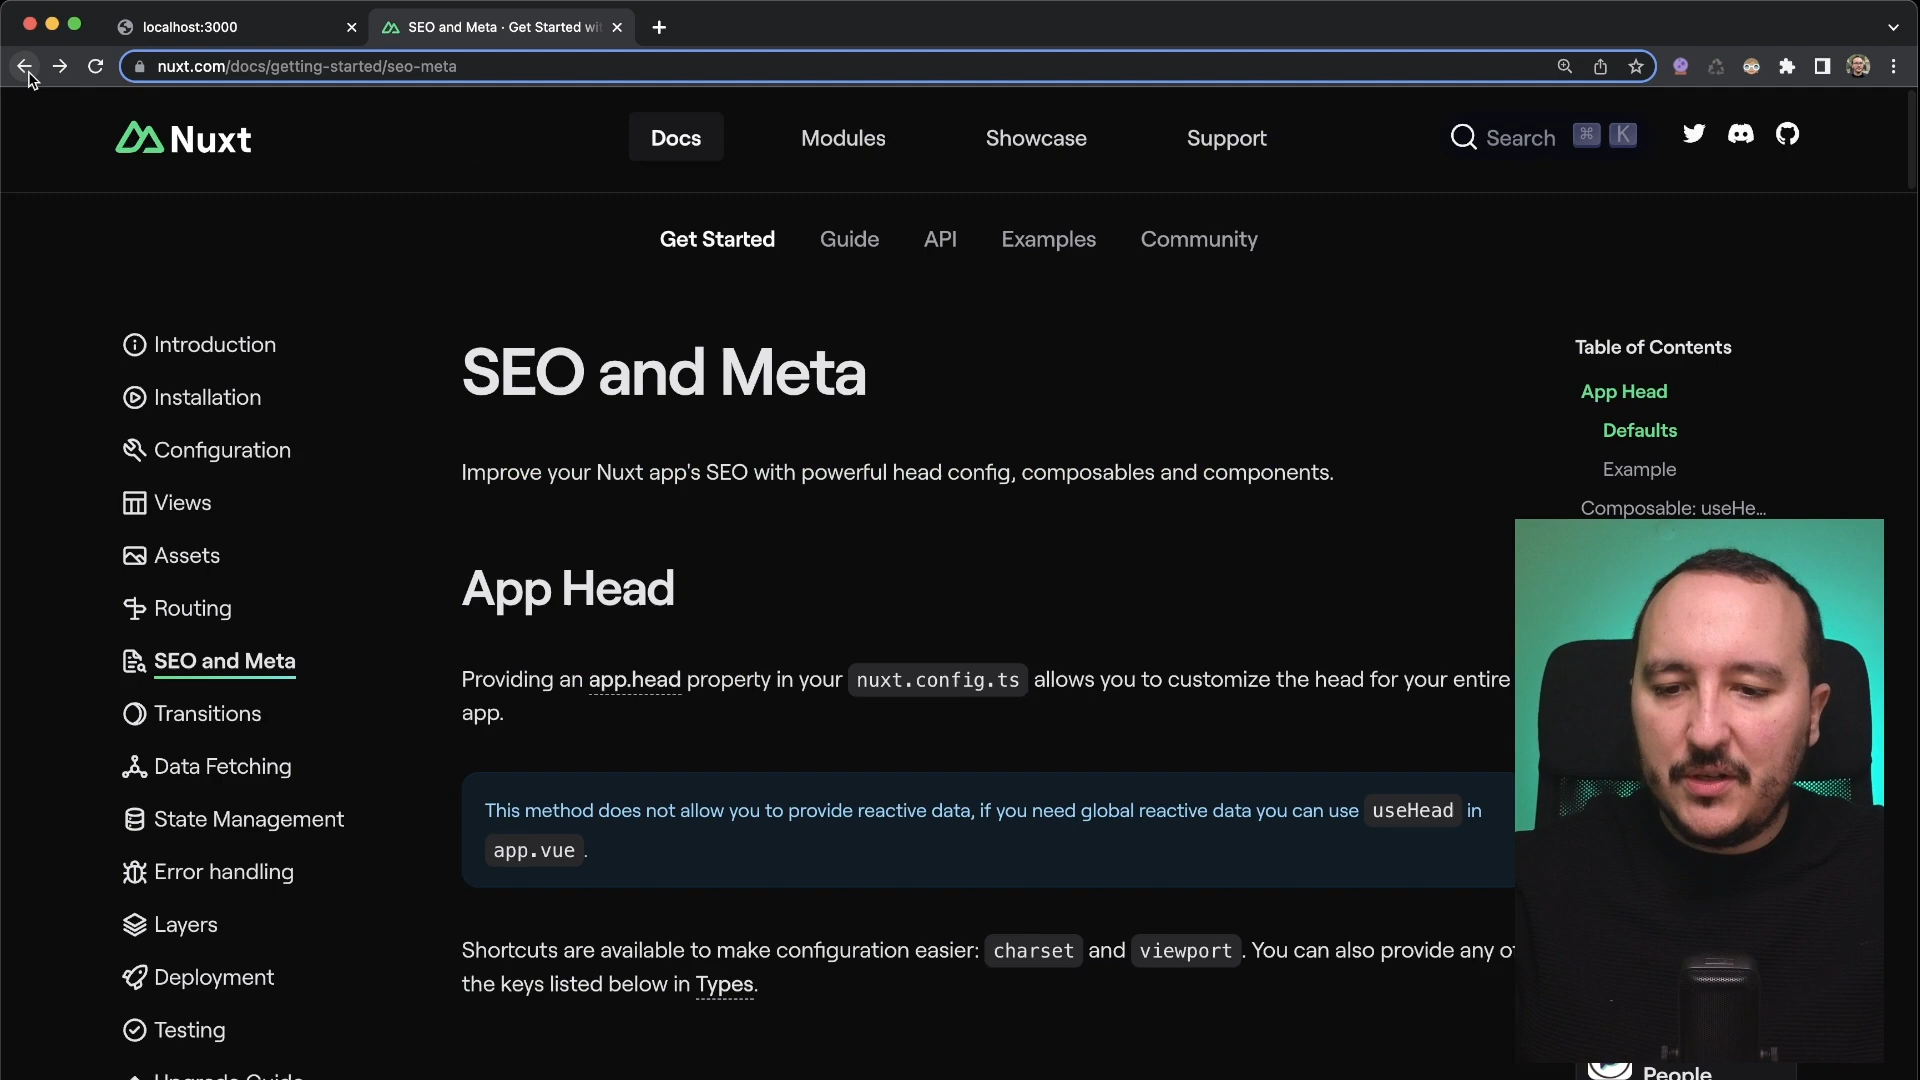 localhost:3000
SEO and Meta · Get Started wi
nuxt.com/docs/getting-started/seo-meta
Nuxt
Docs
Modules
Showcase
Support
Search ⌘ K
Get Started
Guide
API
Examples
Community
Introduction
Installation
Configuration
Views
Assets
Routing
SEO and Meta
Transitions
Data Fetching
State Management
Error handling
Layers
Deployment
Testing
Upgrade Guide
SEO and Meta
Improve your Nuxt app's SEO with powerful head config, composables and components.
App Head
Providing an app.head property in your nuxt.config.ts allows you to customize the head for your entire
app.
This method does not allow you to provide reactive data, if you need global reactive data you can use useHead in
app.vue.
Shortcuts are available to make configuration easier: charset and viewport. You can also provide any o
the keys listed below in Types.
Table of Contents
App Head
Defaults
Example
Composable: useHe...
People